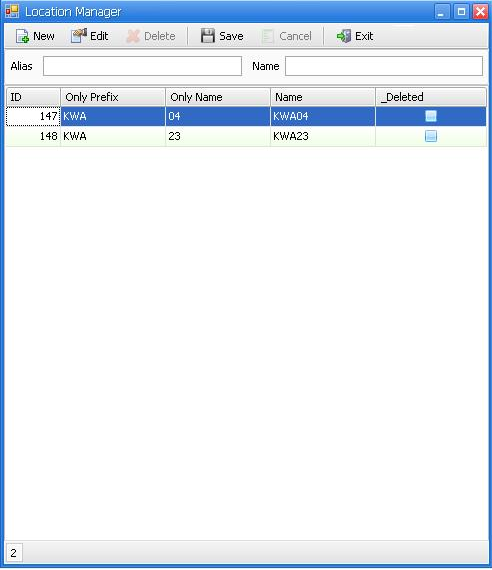 Location Manager
New Edit Delete Save Cancel Exit
Alias Name
ID Only Prefix Only Name Name _Deleted
147 KWA 04 KWA04
148 KWA 23 KWA23
2